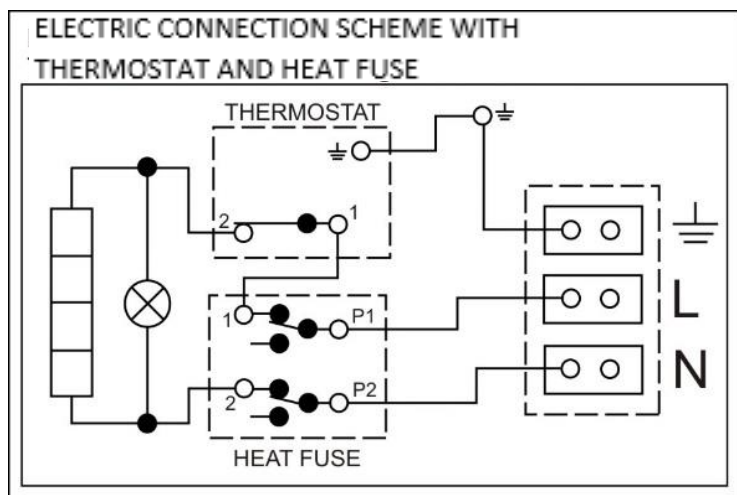 ELECTRIC CONNECTION SCHEME WITH
THERMOSTAT AND HEAT FUSE
THERMOSTAT
2
1
1
P1
L
2
P2
N
HEAT FUSE